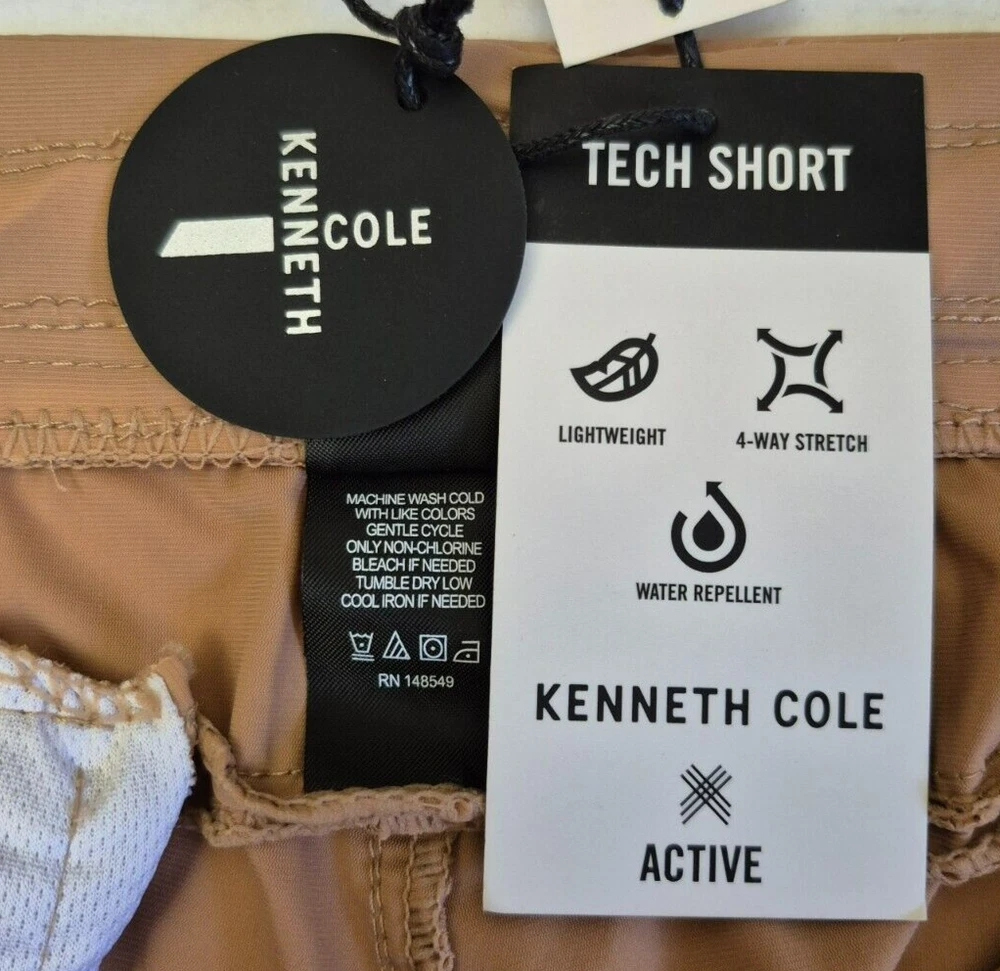 KENNETH
COLE
TECH SHORT
LIGHTWEIGHT
4-WAY STRETCH
WATER REPELLENT
KENNETH COLE
ACTIVE
MACHINE WASH COLD
WITH LIKE COLORS
GENTLE CYCLE
ONLY NON-CHLORINE
BLEACH IF NEEDED
TUMBLE DRY LOW
COOL IRON IF NEEDED
RN 148549